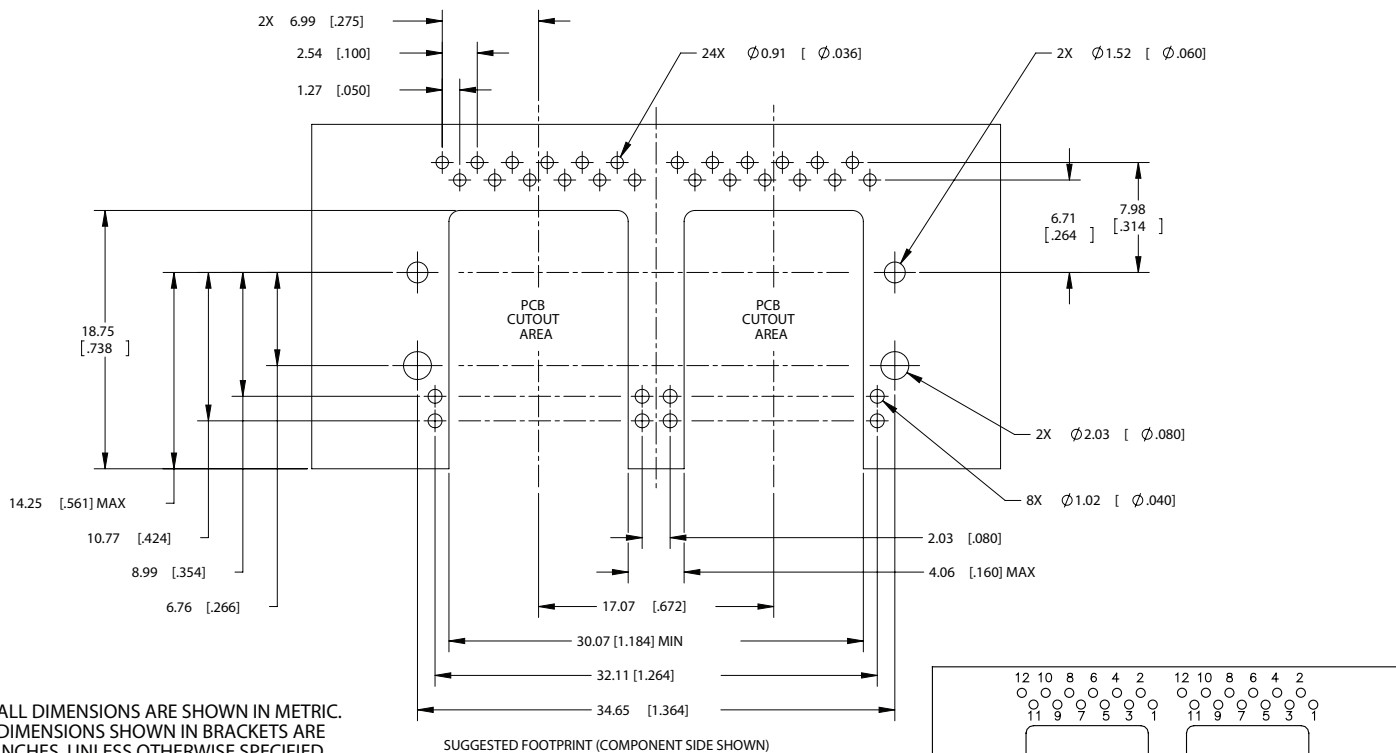 2X 6.99 [.275]
2.54 [.100]
1.27 [.050]
24X Ø0.91 [ Ø.036]
2X Ø1.52 [ Ø.060]
6.71
[.264 ]
7.98
[.314 ]
18.75
[.738 ]
PCB
CUTOUT
AREA
PCB
CUTOUT
AREA
2X Ø2.03 [ Ø.080]
8X Ø1.02 [ Ø.040]
14.25 [.561] MAX
10.77 [.424]
8.99 [.354]
6.76 [.266]
2.03 [.080]
4.06 [.160] MAX
17.07 [.672]
30.07 [1.184] MIN
32.11 [1.264]
34.65 [1.364]
ALL DIMENSIONS ARE SHOWN IN METRIC.
DIMENSIONS SHOWN IN BRACKETS ARE
INCHES, UNLESS OTHERWISE SPECIFIED
SUGGESTED FOOTPRINT (COMPONENT SIDE SHOWN)
12 10 8 6 4 2 12 10 8 6 4 2
11 9 7 5 3 1 11 9 7 5 3 1